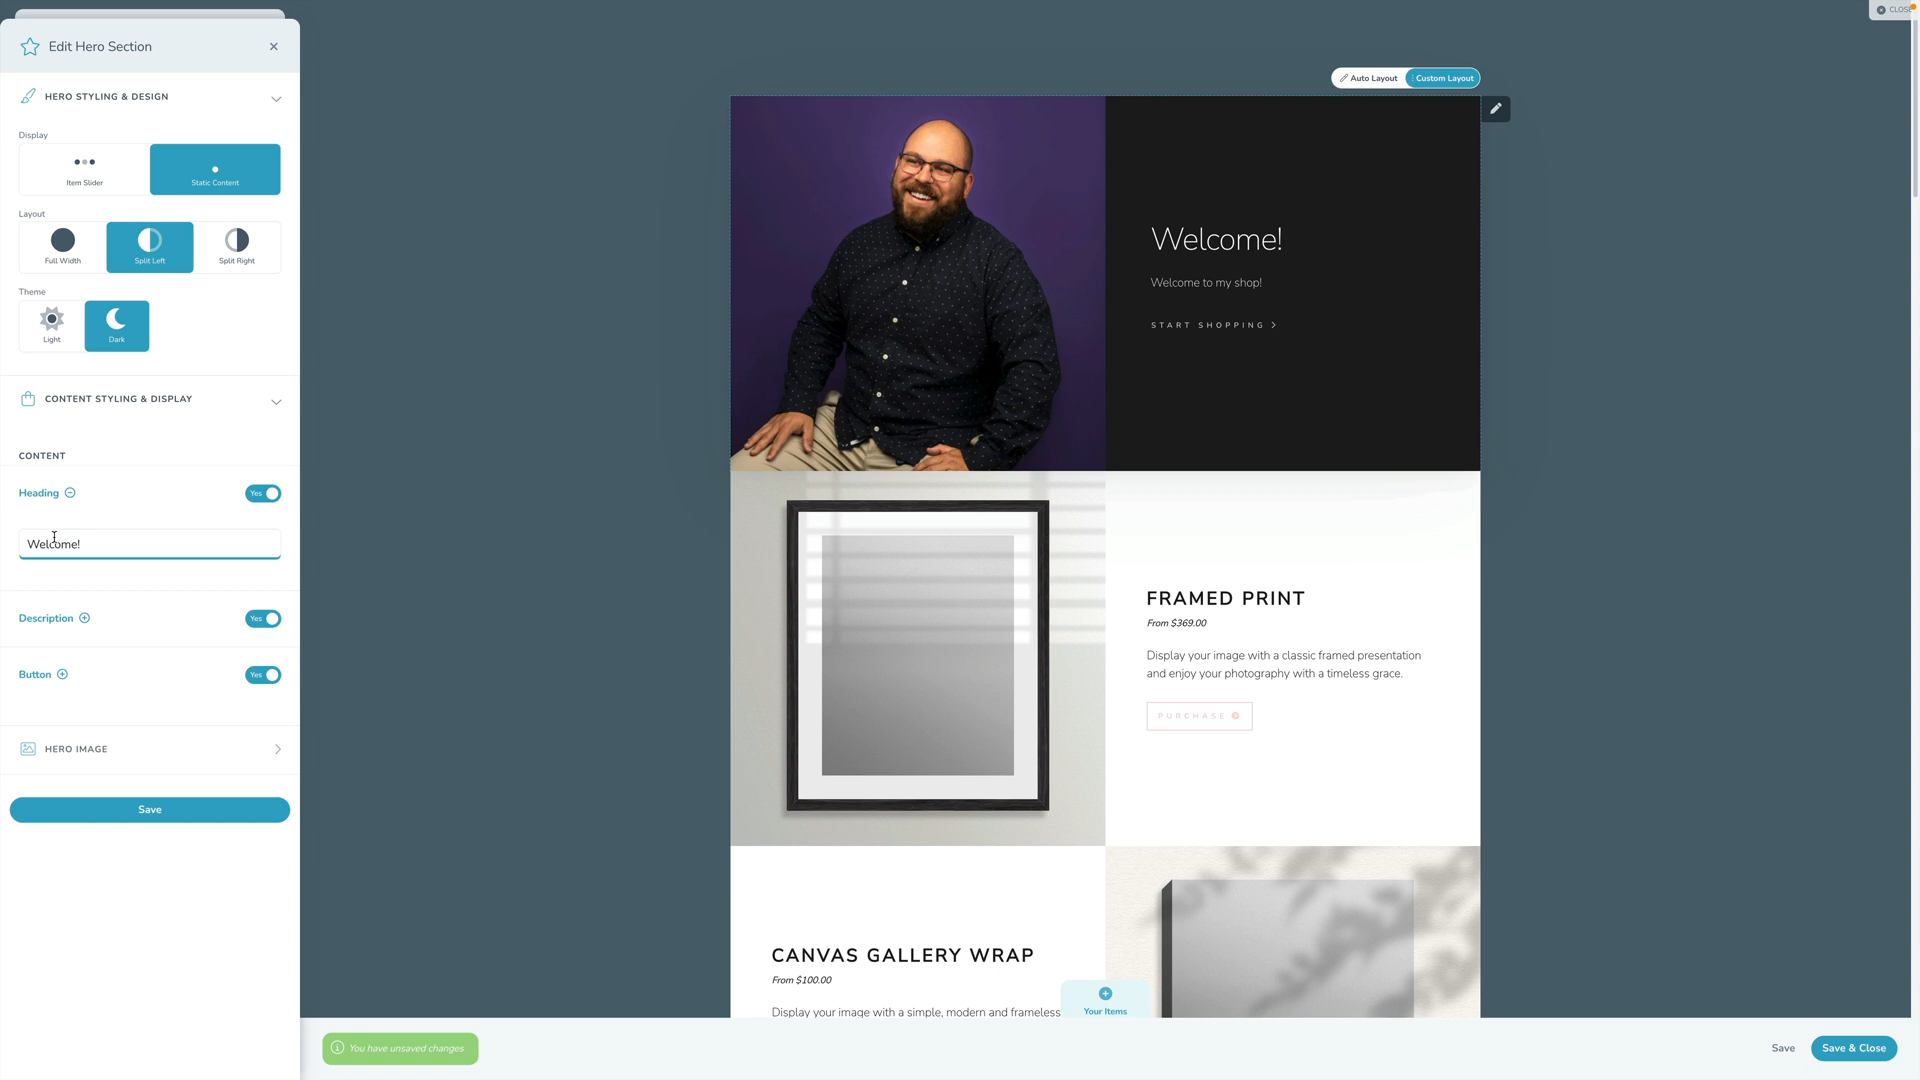 Edit Hero Section
HERO STYLING & DESIGN
Display
Item Slider
Static Content
Layout
Full Width
Split Left
Split Right
Theme
Light
Dark
CONTENT STYLING & DISPLAY
CONTENT
Heading
Yes
Welcome!
Description
Yes
Button
Yes
HERO IMAGE
Save
CLOSE
Auto Layout
Custom Layout
Welcome!
Welcome to my shop!
START SHOPPING
FRAMED PRINT
From $369.00
Display your image with a classic framed presentation
and enjoy your photography with a timeless grace.
PURCHASE
CANVAS GALLERY WRAP
From $100.00
Display your image with a simple, modern and frameless
Your Items
You have unsaved changes
Save
Save & Close